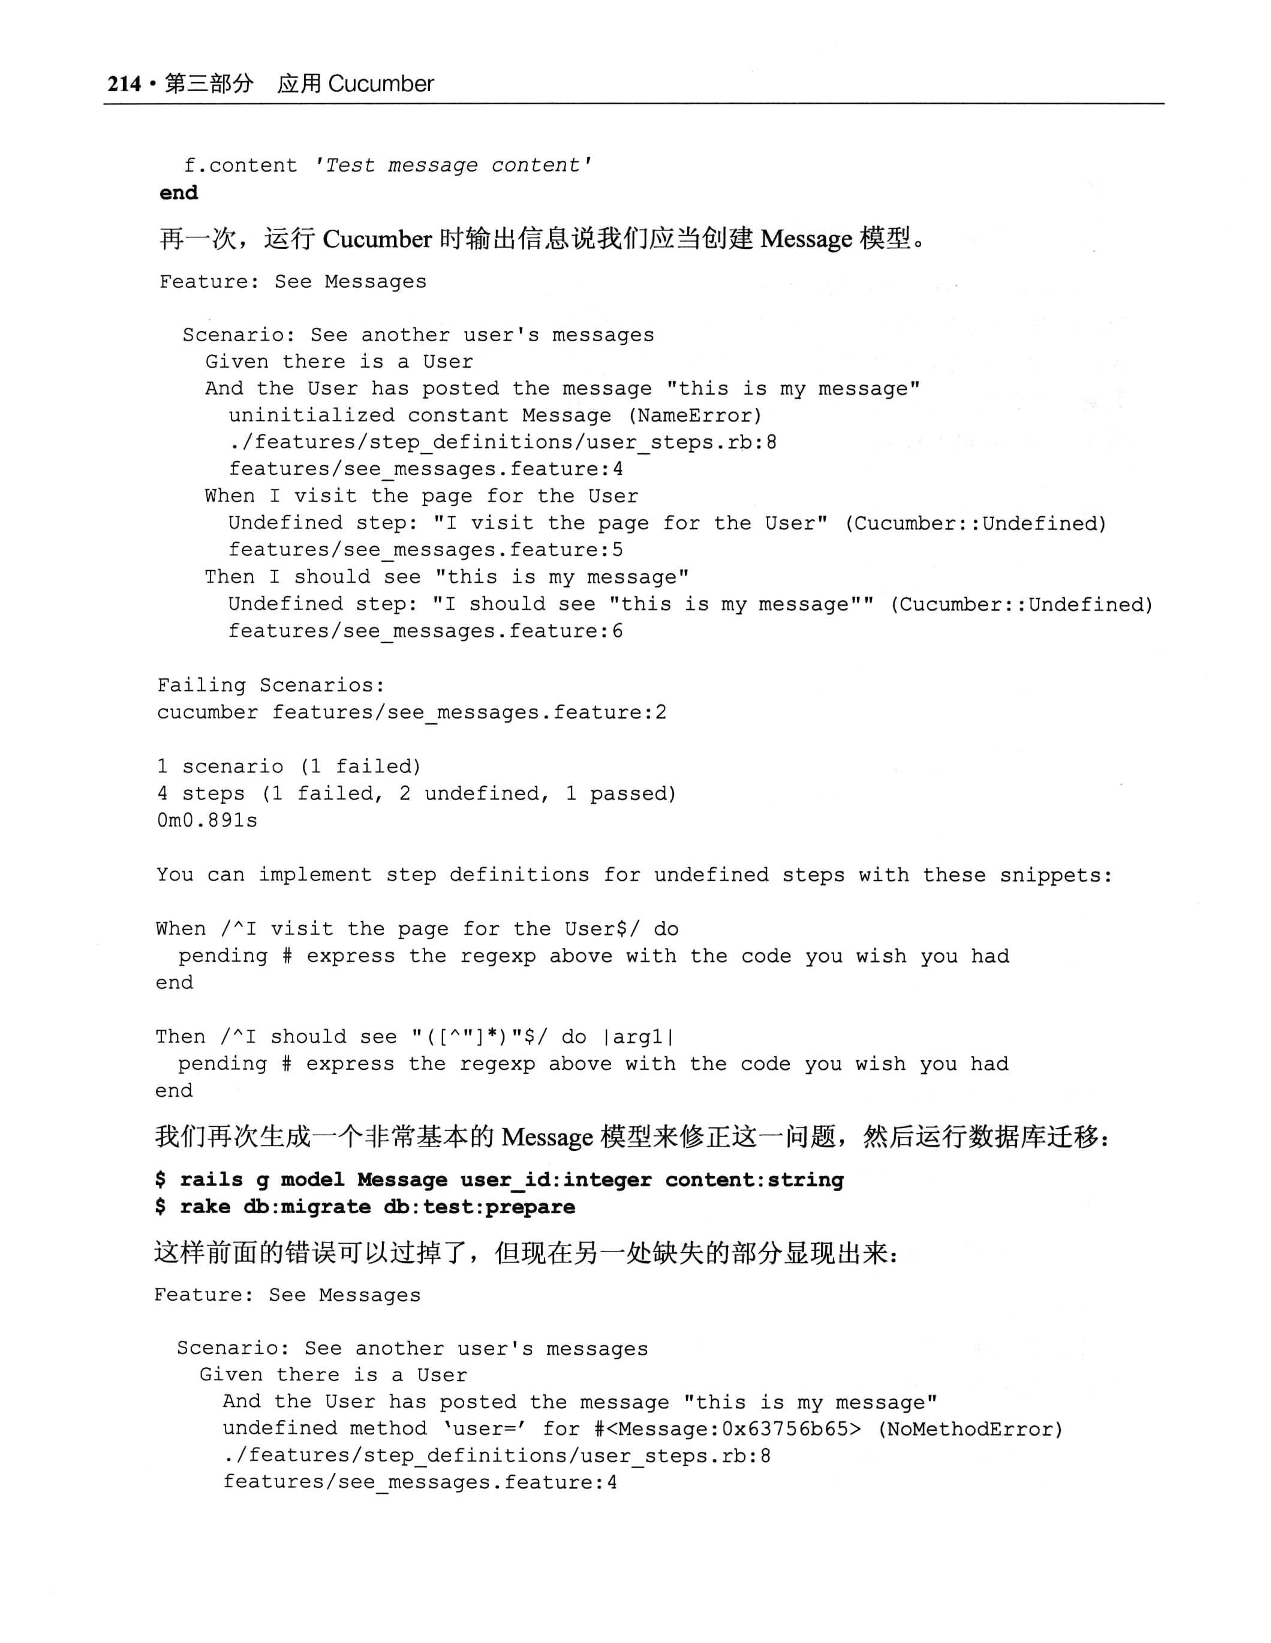 214 · 第三部分　应用 Cucumber
f.content 'Test message content'
end
再一次，运行 Cucumber 时输出信息说我们应当创建 Message 模型。
Feature: See Messages
Scenario: See another user's messages
Given there is a User
And the User has posted the message "this is my message"
uninitialized constant Message (NameError)
./features/step_definitions/user_steps.rb:8
features/see_messages.feature:4
When I visit the page for the User
Undefined step: "I visit the page for the User" (Cucumber::Undefined)
features/see_messages.feature:5
Then I should see "this is my message"
Undefined step: "I should see "this is my message"" (Cucumber::Undefined)
features/see_messages.feature:6
Failing Scenarios:
cucumber features/see_messages.feature:2
1 scenario (1 failed)
4 steps (1 failed, 2 undefined, 1 passed)
0m0.891s
You can implement step definitions for undefined steps with these snippets:
When /^I visit the page for the User$/ do
pending # express the regexp above with the code you wish you had
end
Then /^I should see "([^"]*)"$/ do |arg1|
pending # express the regexp above with the code you wish you had
end
我们再次生成一个非常基本的 Message 模型来修正这一问题，然后运行数据库迁移：
$ rails g model Message user_id:integer content:string
$ rake db:migrate db:test:prepare
这样前面的错误可以过掉了，但现在另一处缺失的部分显现出来：
Feature: See Messages
Scenario: See another user's messages
Given there is a User
And the User has posted the message "this is my message"
undefined method ‵user=′ for #<Message:0x63756b65> (NoMethodError)
./features/step_definitions/user_steps.rb:8
features/see_messages.feature:4